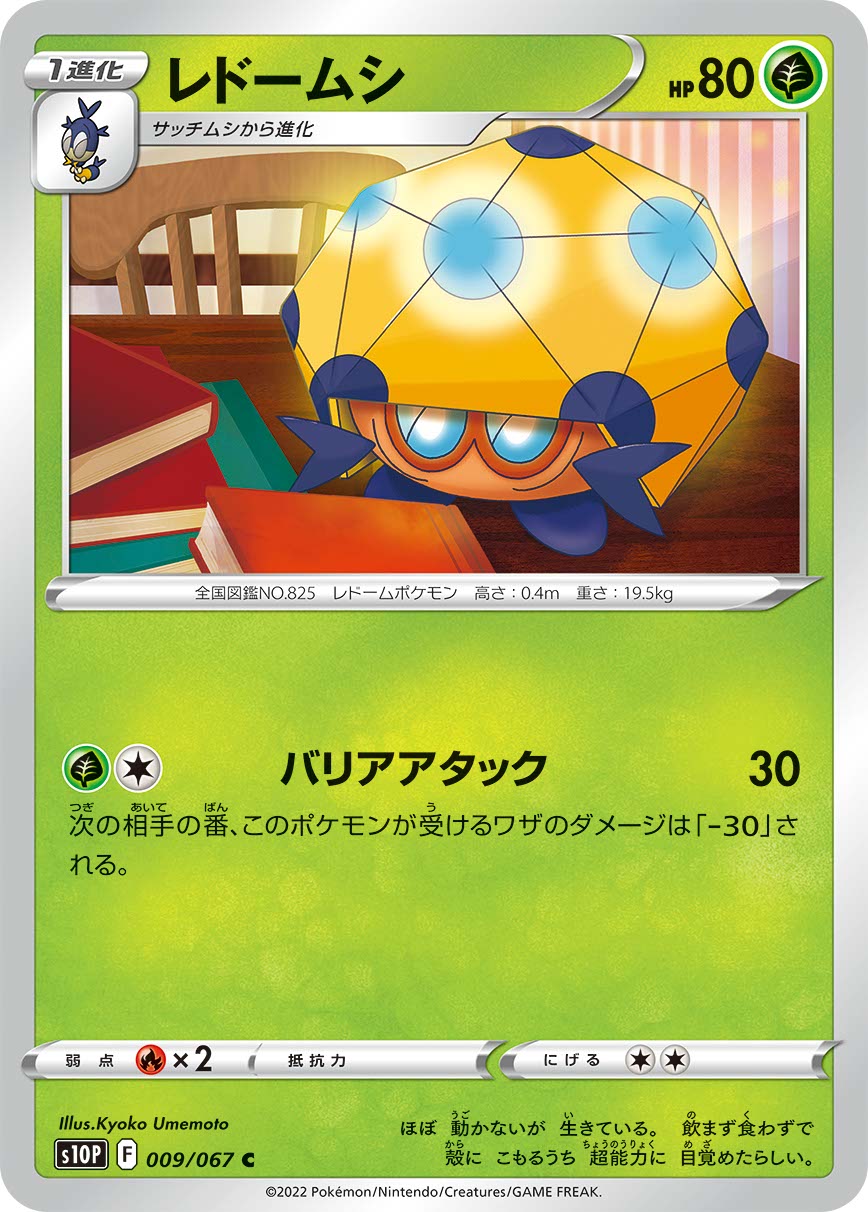 1進化
レドームシ
HP80
サッチムシから進化
全国図鑑NO.825 レドームポケモン 高さ:0.4m 重さ:19.5kg
バリアアタック 30
次の相手の番、このポケモンが受けるワザのダメージは「-30」さ
れる。
弱点 ×2 抵抗力 にげる
Illus.Kyoko Umemoto
s10P F 009/067 C
ほぼ 動かないが 生きている。 飲まず食わずで
殻に こもるうち 超能力に 目覚めたらしい。
©2022 Pokémon/Nintendo/Creatures/GAME FREAK.